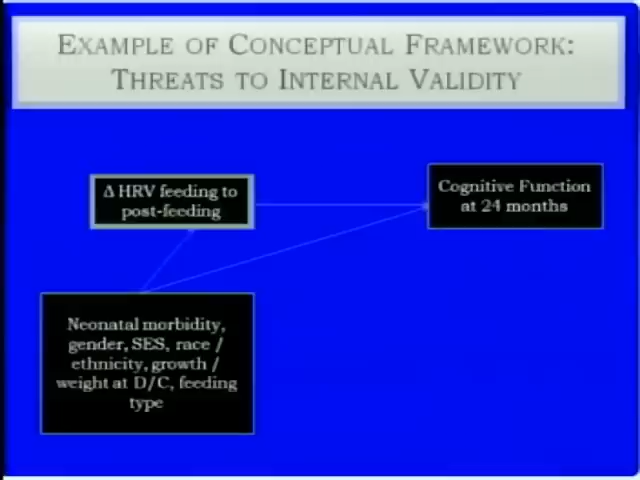 EXAMPLE OF CONCEPTUAL FRAMEWORK:
THREATS TO INTERNAL VALIDITY
Δ HRV feeding to
post-feeding
Cognitive Function
at 24 months
Neonatal morbidity,
gender, SES, race /
ethnicity, growth /
weight at D/C, feeding
type